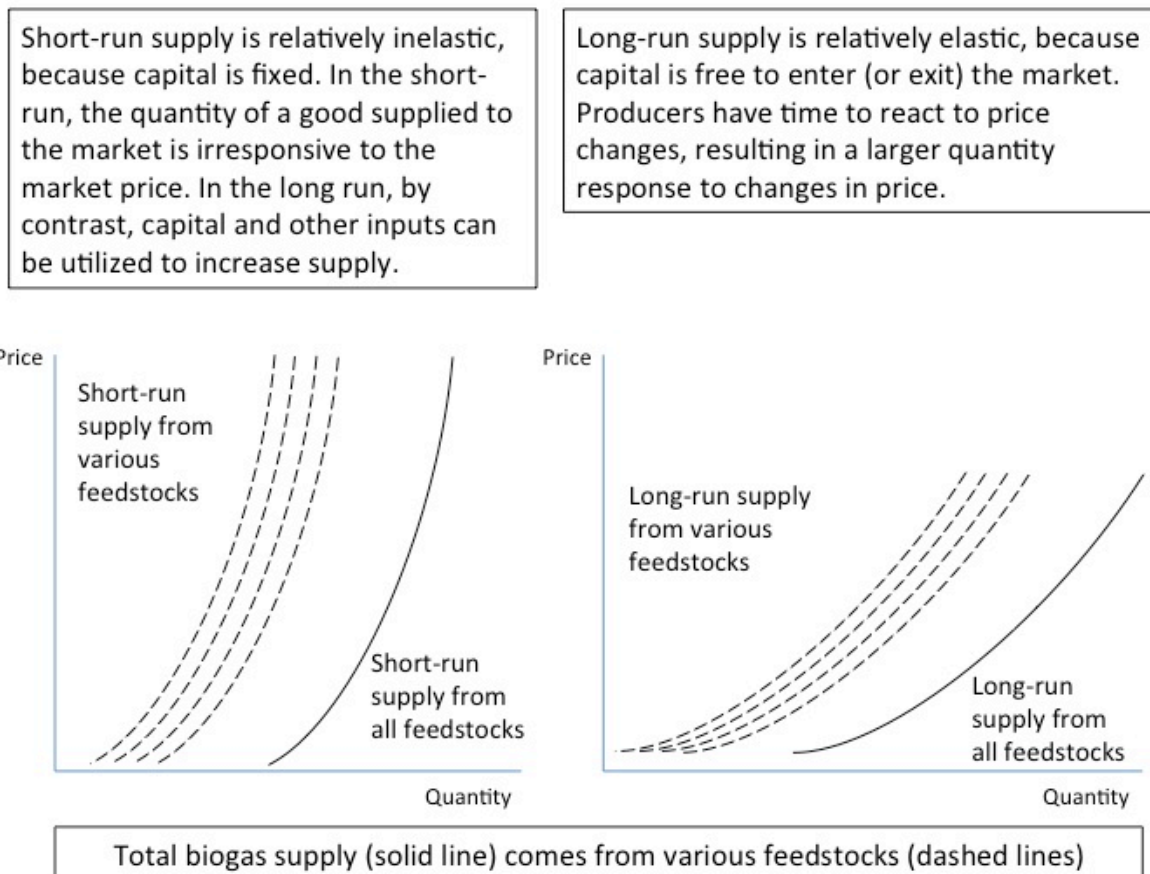 Short-run supply is relatively inelastic,
because capital is fixed. In the short-
run, the quantity of a good supplied to
the market is irresponsive to the
market price. In the long run, by
contrast, capital and other inputs can
be utilized to increase supply.
Long-run supply is relatively elastic, because
capital is free to enter (or exit) the market.
Producers have time to react to price
changes, resulting in a larger quantity
response to changes in price.
Price
Short-run
supply from
various
feedstocks
Short-run
supply from
all feedstocks
Quantity
Price
Long-run supply
from various
feedstocks
Long-run
supply from
all feedstocks
Quantity
Total biogas supply (solid line) comes from various feedstocks (dashed lines)